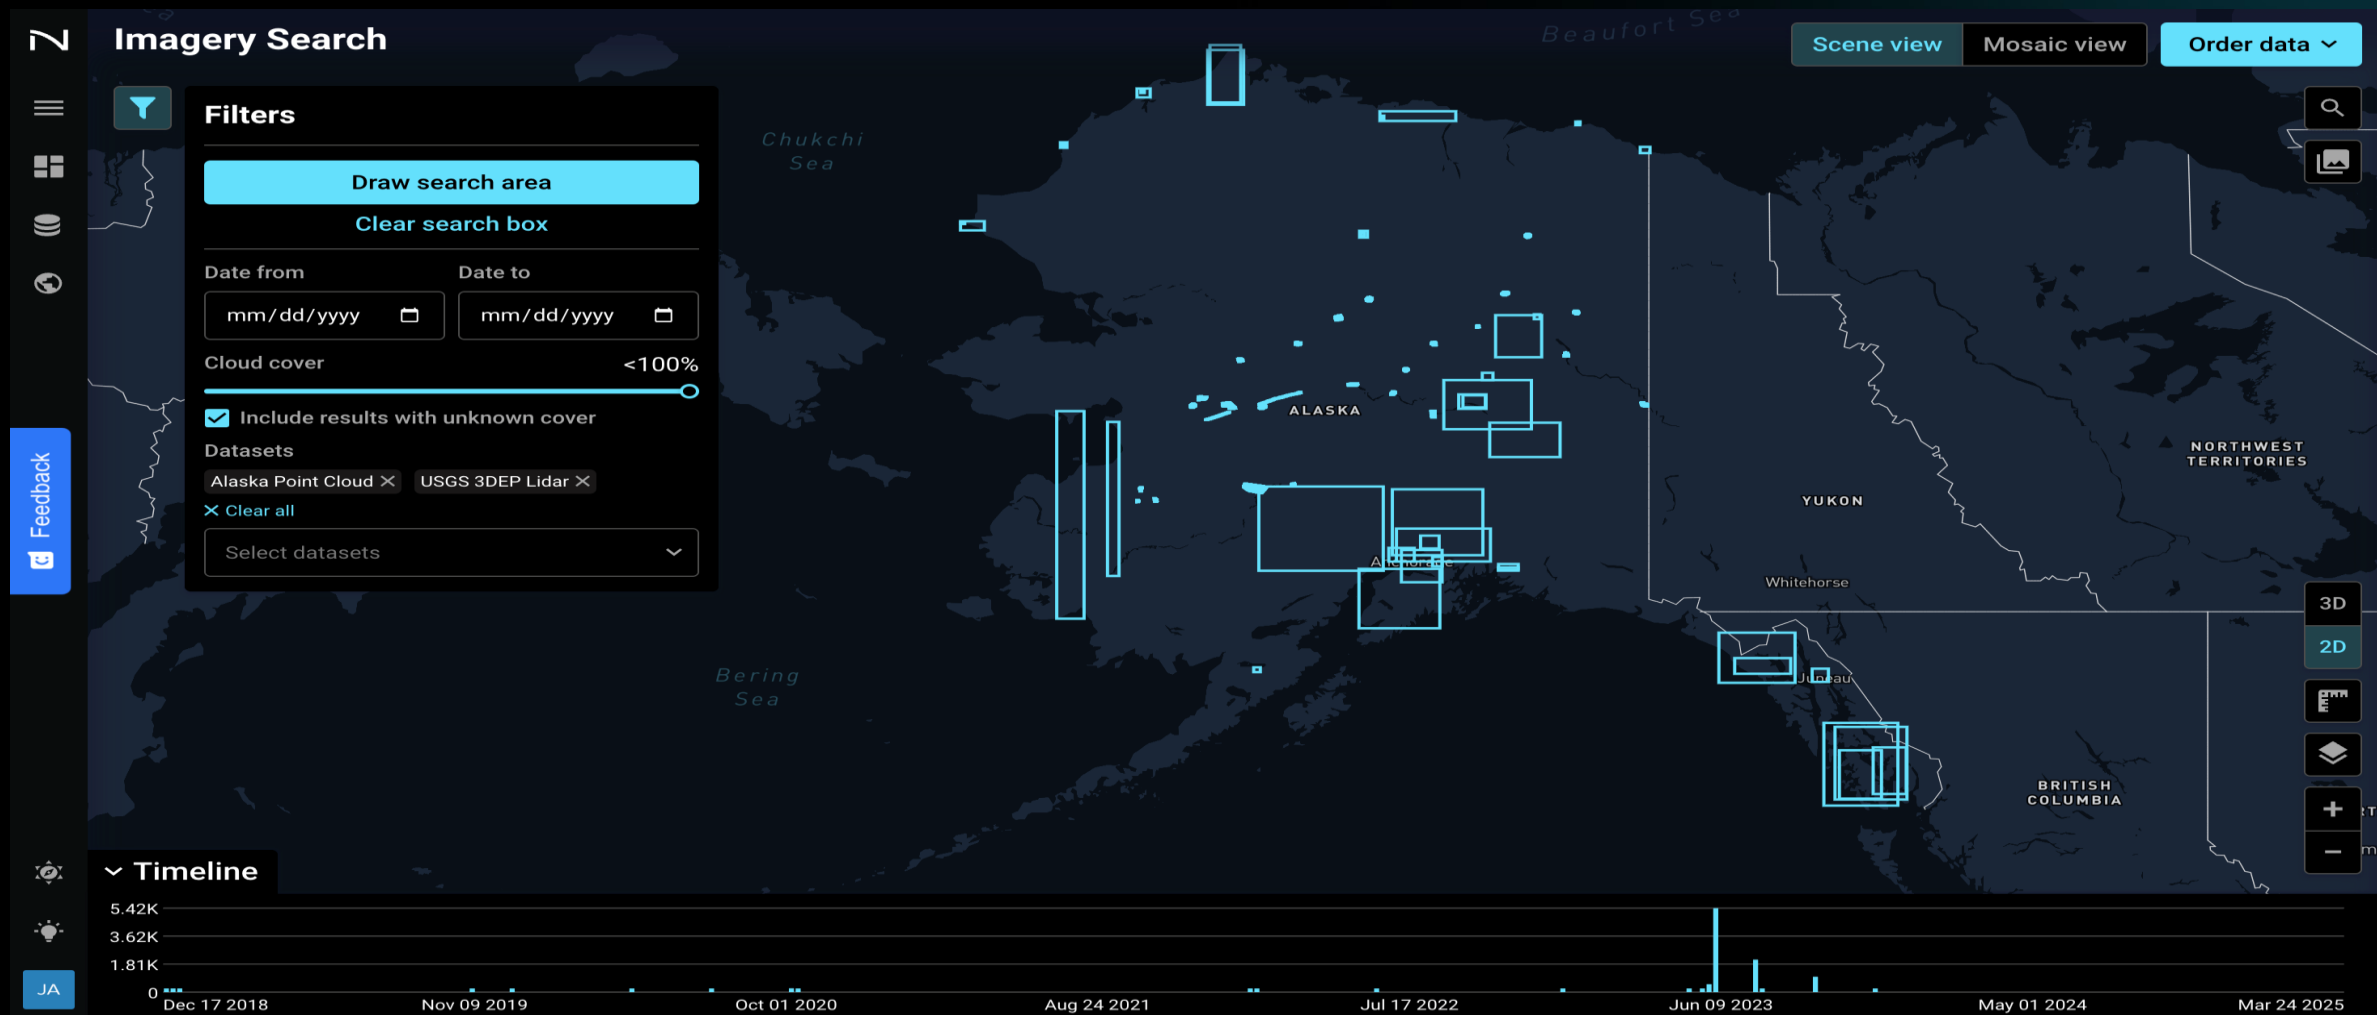 Imagery Search
Beaufort Sea
Scene view
Mosaic view
Order data
Filters
Draw search area
Clear search box
Date from
Date to
mm/dd/yyyy
mm/dd/yyyy
Cloud cover
<100%
Include results with unknown cover
Datasets
Alaska Point Cloud
USGS 3DEP Lidar
Clear all
Select datasets
Feedback
Chukchi
Sea
ALASKA
Anchorage
Bering
Sea
NORTHWEST
TERRITORIES
YUKON
Whitehorse
Juneau
BRITISH
COLUMBIA
3D
2D
Timeline
5.42K
3.62K
1.81K
0
Dec 17 2018
Nov 09 2019
Oct 01 2020
Aug 24 2021
Jul 17 2022
Jun 09 2023
May 01 2024
Mar 24 2025
JA